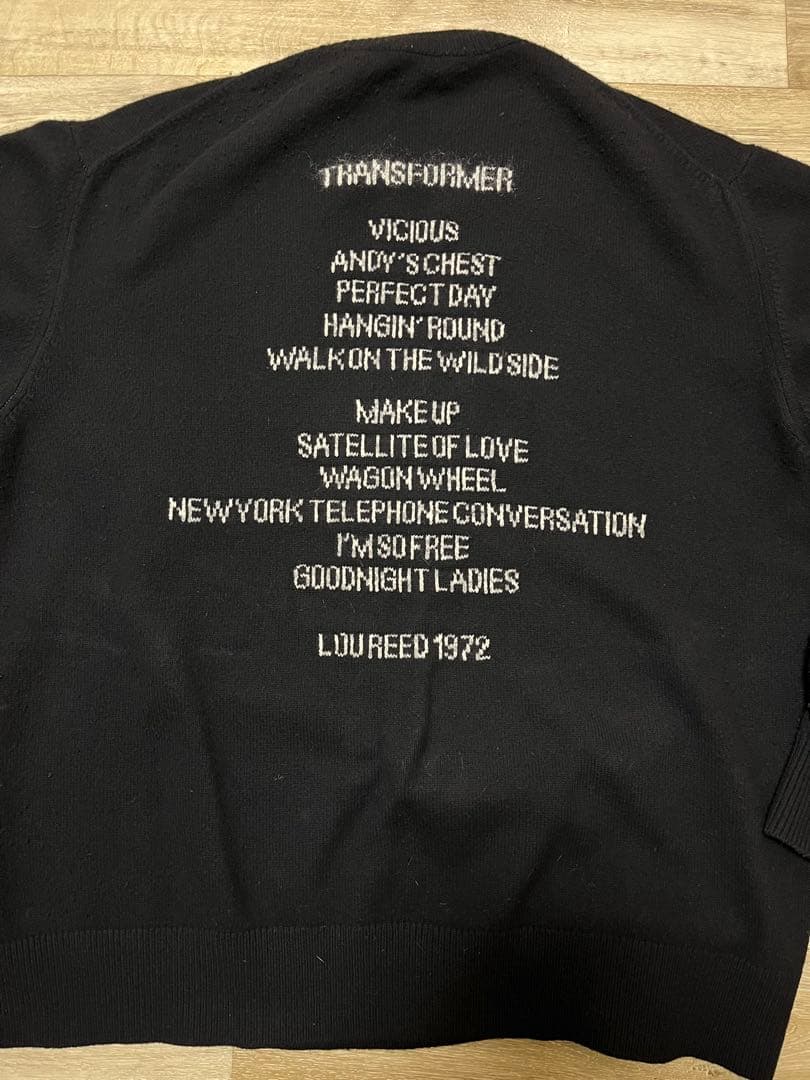 TRANSFORMER
VICIOUS
ANDY'S CHEST
PERFECT DAY
HANGIN' ROUND
WALK ON THE WILD SIDE
MAKE UP
SATELLITE OF LOVE
WAGON WHEEL
NEW YORK TELEPHONE CONVERSATION
I'M SO FREE
GOODNIGHT LADIES
LOU REED 1972